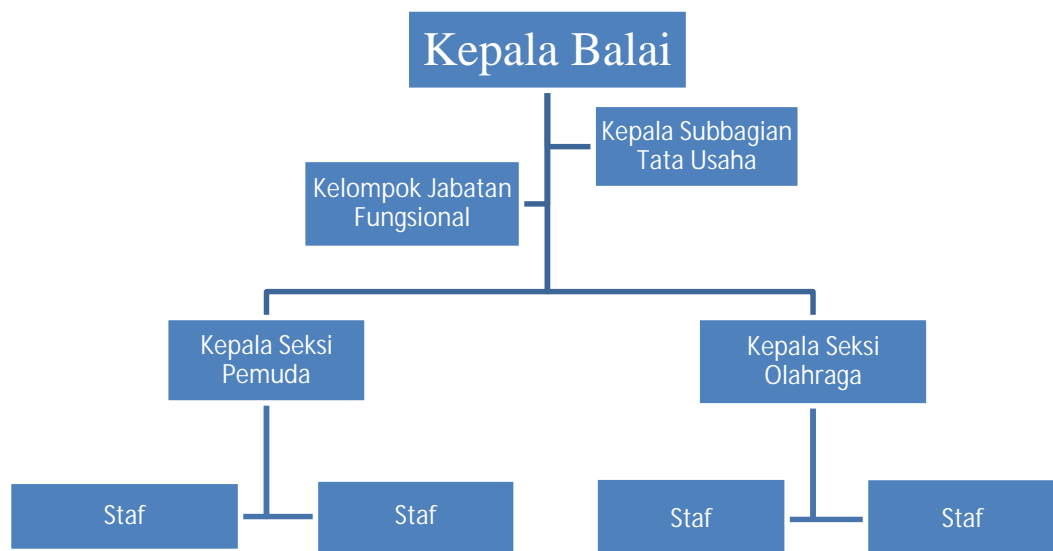 Kepala Balai
Kepala Subbagian
Tata Usaha
Kelompok Jabatan
Fungsional
Kepala Seksi
Pemuda
Kepala Seksi
Olahraga
Staf
Staf
Staf
Staf